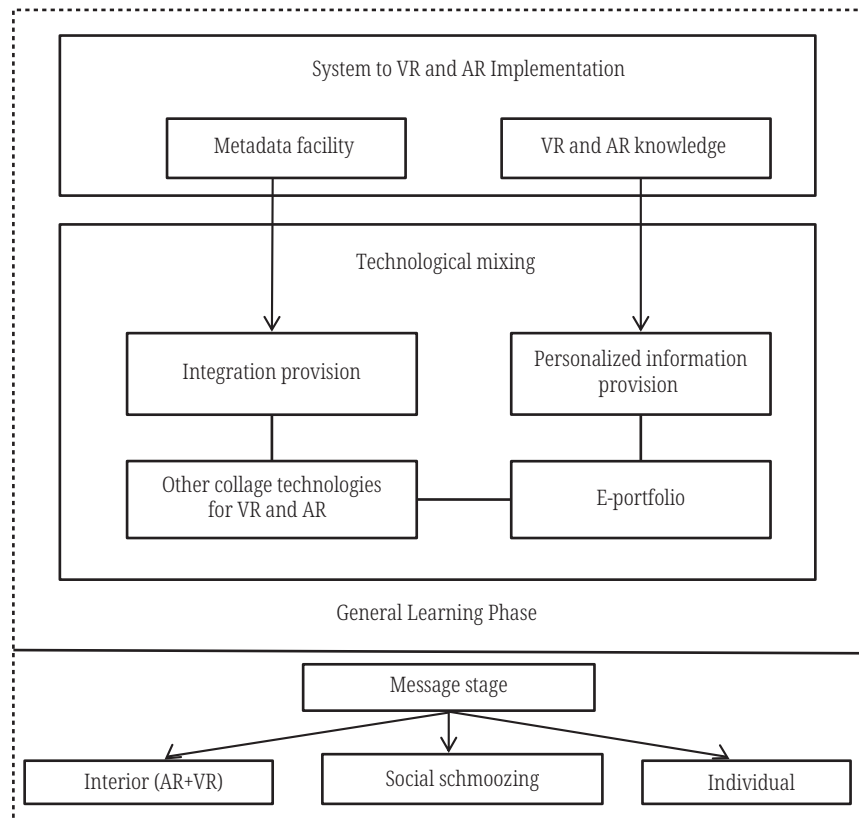 System to VR and AR Implementation
Metadata facility
VR and AR knowledge
Technological mixing
Integration provision
Personalized information
provision
Other collage technologies
for VR and AR
E-portfolio
General Learning Phase
Message stage
Interior (AR+VR)
Social schmoozing
Individual